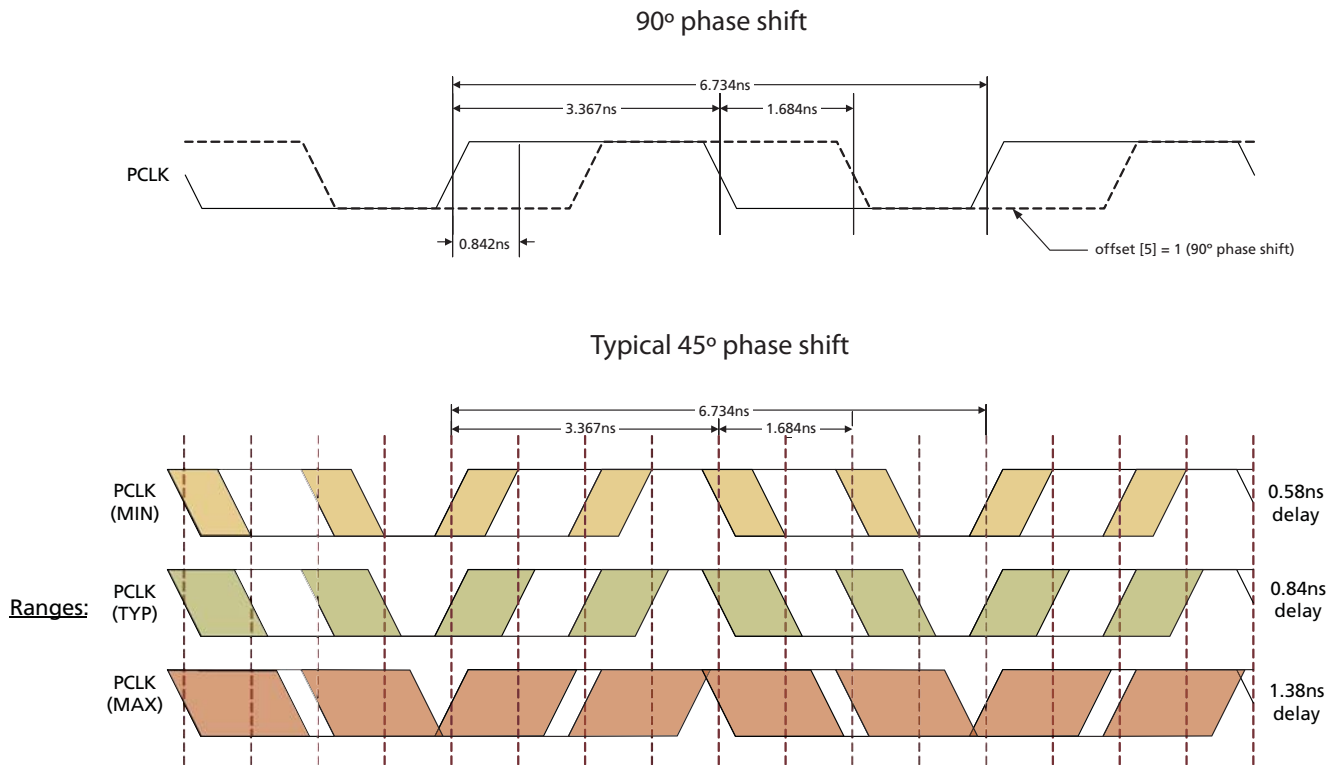 90º phase shift
6.734ns
3.367ns
1.684ns
PCLK
0.842ns
offset [5] = 1 (90º phase shift)
Typical 45º phase shift
6.734ns
3.367ns
1.684ns
PCLK
(MIN)
0.58ns
delay
Ranges:
PCLK
(TYP)
0.84ns
delay
PCLK
(MAX)
1.38ns
delay